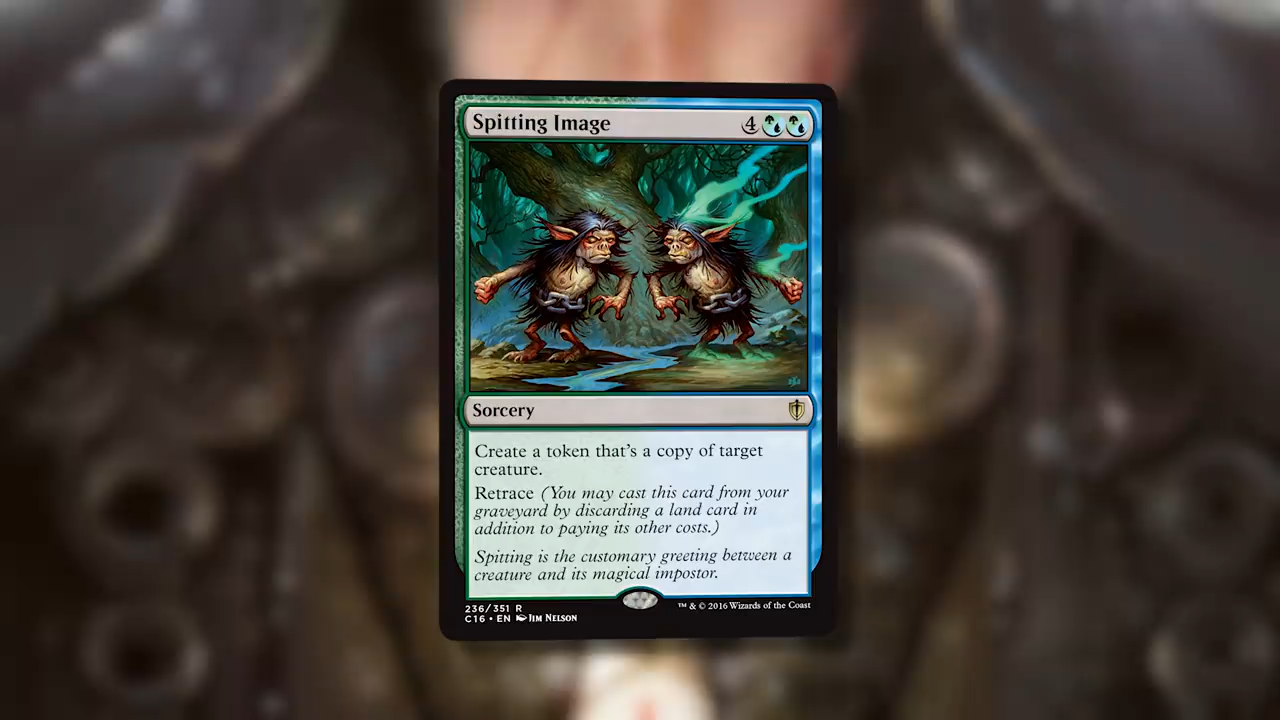 Spitting Image 4
Sorcery
Create a token that's a copy of target
creature.
Retrace (You may cast this card from your
graveyard by discarding a land card in
addition to paying its other costs.)
Spitting is the customary greeting between a
creature and its magical impostor.
236/351 R
C16 • EN JIM NELSON
™ & © 2016 Wizards of the Coast